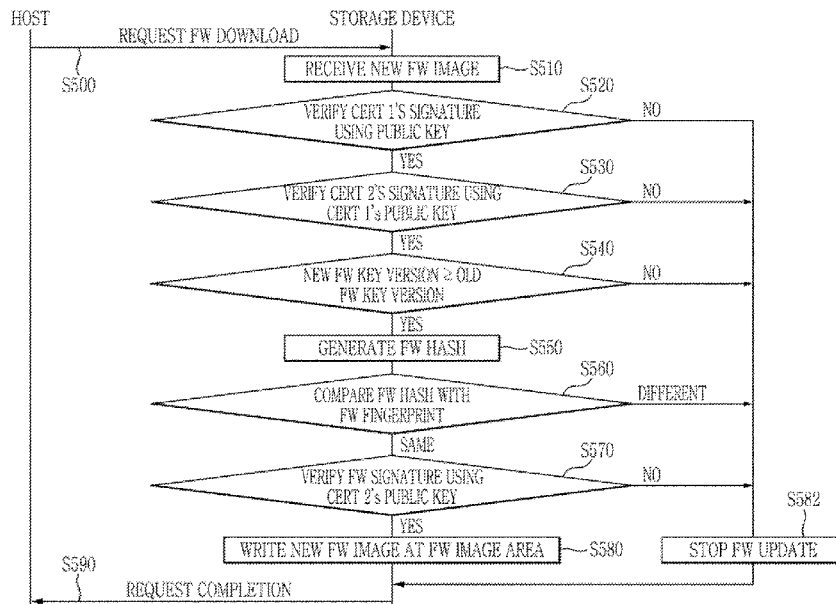 HOST
STORAGE DEVICE
REQUEST FW DOWNLOAD
S500
RECEIVE NEW FW IMAGE
S510
VERIFY CERT 1'S SIGNATURE
USING PUBLIC KEY
S520
NO
YES
VERIFY CERT 2'S SIGNATURE USING
CERT 1's PUBLIC KEY
S530
NO
YES
NEW FW KEY VERSION ≥ OLD
FW KEY VERSION
S540
NO
YES
GENERATE FW HASH
S550
COMPARE FW HASH WITH
FW FINGERPRINT
S560
DIFFERENT
SAME
VERIFY FW SIGNATURE USING
CERT 2's PUBLIC KEY
S570
NO
YES
WRITE NEW FW IMAGE AT FW IMAGE AREA
S580
STOP FW UPDATE
S582
S590
REQUEST COMPLETION